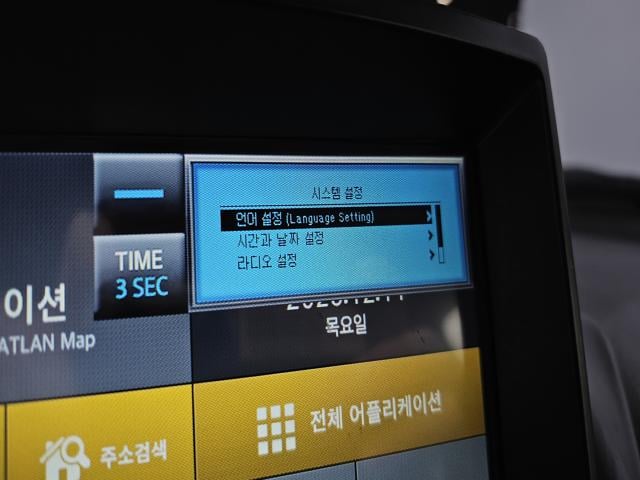 시스템 설정
언어 설정 (Language Setting)
시간과 날짜 설정
라디오 설정
TIME
3 SEC
이션
ATLAN Map
목요일
주소검색
전체 어플리케이션